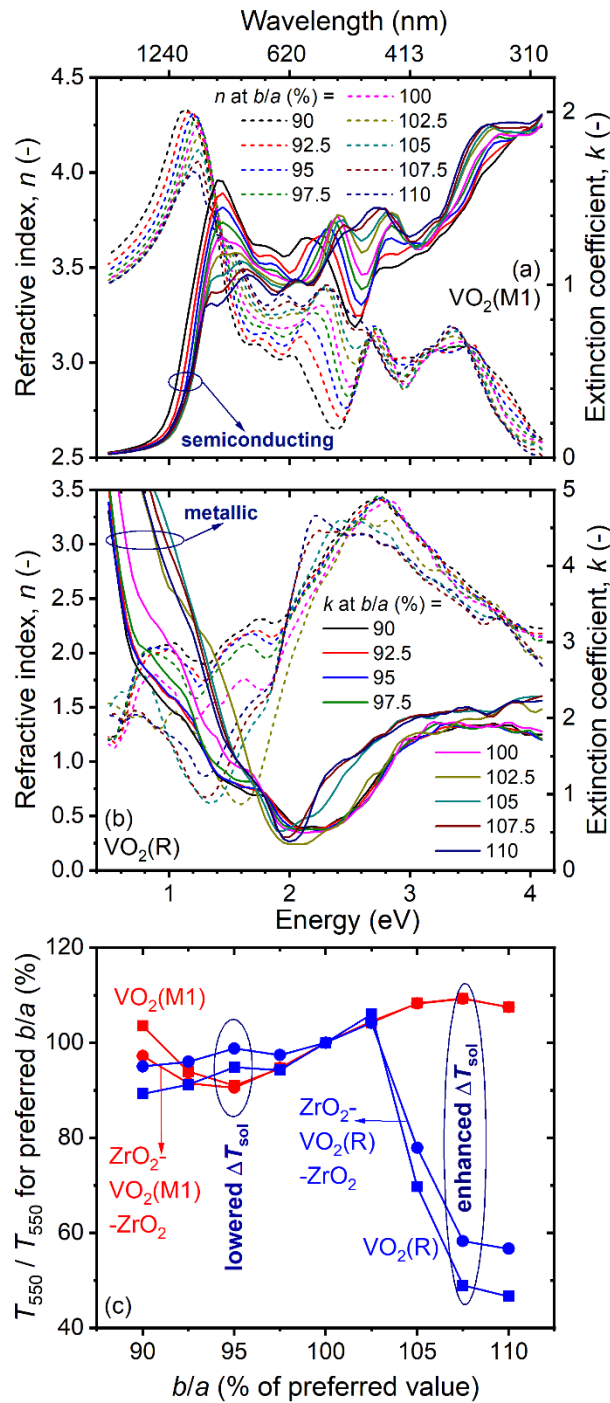 Wavelength (nm)
1240 620 413 310
4.5
4.0
3.5
3.0
2.5
Refractive index, n (-)
2
1
0
Extinction coefficient, k (-)
n at b/a (%) =
90
92.5
95
97.5
100
102.5
105
107.5
110
(a)
VO₂(M1)
semiconducting
3.5
3.0
2.5
2.0
1.5
1.0
0.5
0.0
Refractive index, n (-)
5
4
3
2
1
0
Extinction coefficient, k (-)
metallic
k at b/a (%) =
90
92.5
95
97.5
100
102.5
105
107.5
110
(b)
VO₂(R)
1 2 3 4
Energy (eV)
120
100
80
60
40
T₅₅₀ / T₅₅₀ for preferred b/a (%)
VO₂(M1)
ZrO₂-
VO₂(M1)
-ZrO₂
lowered ΔTsol
ZrO₂-
VO₂(R)
-ZrO₂
VO₂(R)
enhanced ΔTsol
(c)
90 95 100 105 110
b/a (% of preferred value)